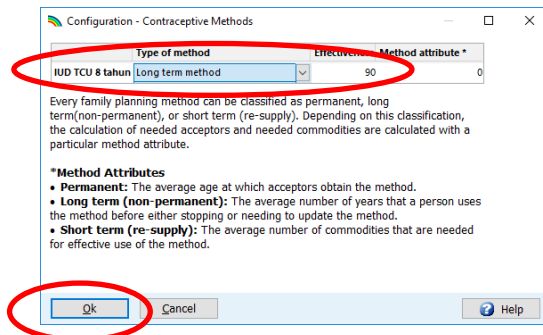 Configuration - Contraceptive Methods
Type of method Effectiveness Method attribute *
IUD TCU 8 tahun Long term method 90 0
Every family planning method can be classified as permanent, long
term(non-permanent), or short term (re-supply). Depending on this classification,
the calculation of needed acceptors and needed commodities are calculated with a
particular method attribute.
*Method Attributes
• Permanent: The average age at which acceptors obtain the method.
• Long term (non-permanent): The average number of years that a person uses
the method before either stopping or needing to update the method.
• Short term (re-supply): The average number of commodities that are needed
for effective use of the method.
Ok Cancel Help